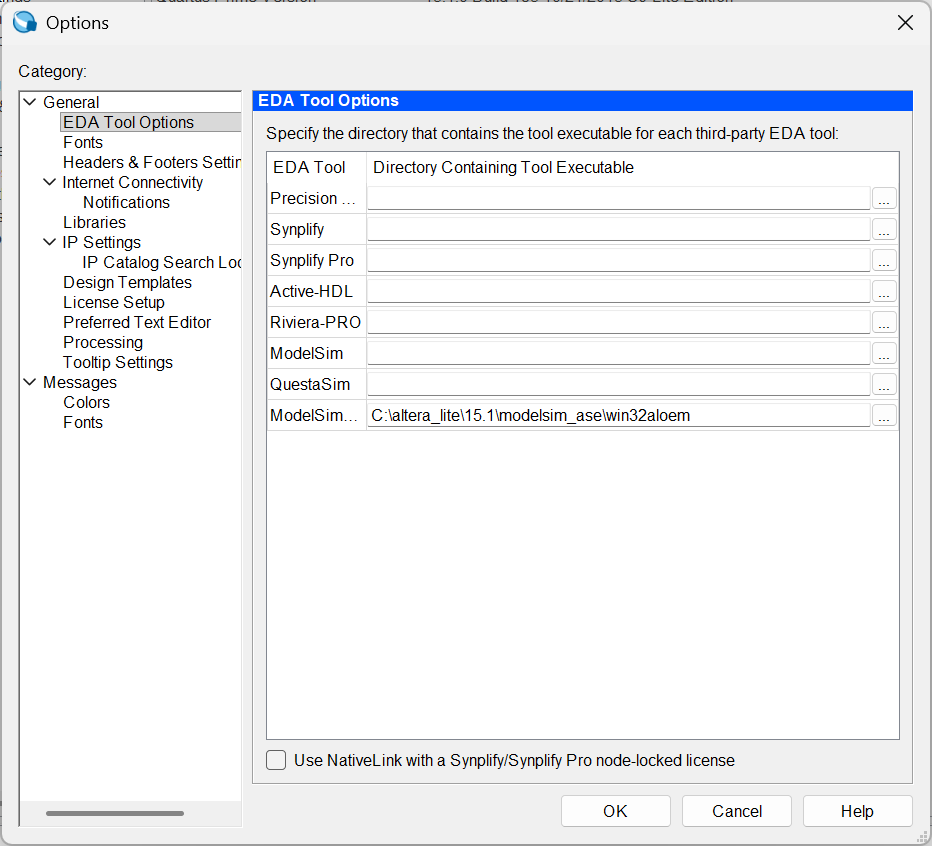 Options
Category:
General
EDA Tool Options
Fonts
Headers & Footers Settin
Internet Connectivity
Notifications
Libraries
IP Settings
IP Catalog Search Loc
Design Templates
License Setup
Preferred Text Editor
Processing
Tooltip Settings
Messages
Colors
Fonts
EDA Tool Options
Specify the directory that contains the tool executable for each third-party EDA tool:
EDA Tool Directory Containing Tool Executable
Precision ... ...
Synplify ...
Synplify Pro ...
Active-HDL ...
Riviera-PRO ...
ModelSim ...
QuestaSim ...
ModelSim... C:\altera_lite\15.1\modelsim_ase\win32aloem ...
Use NativeLink with a Synplify/Synplify Pro node-locked license
OK Cancel Help